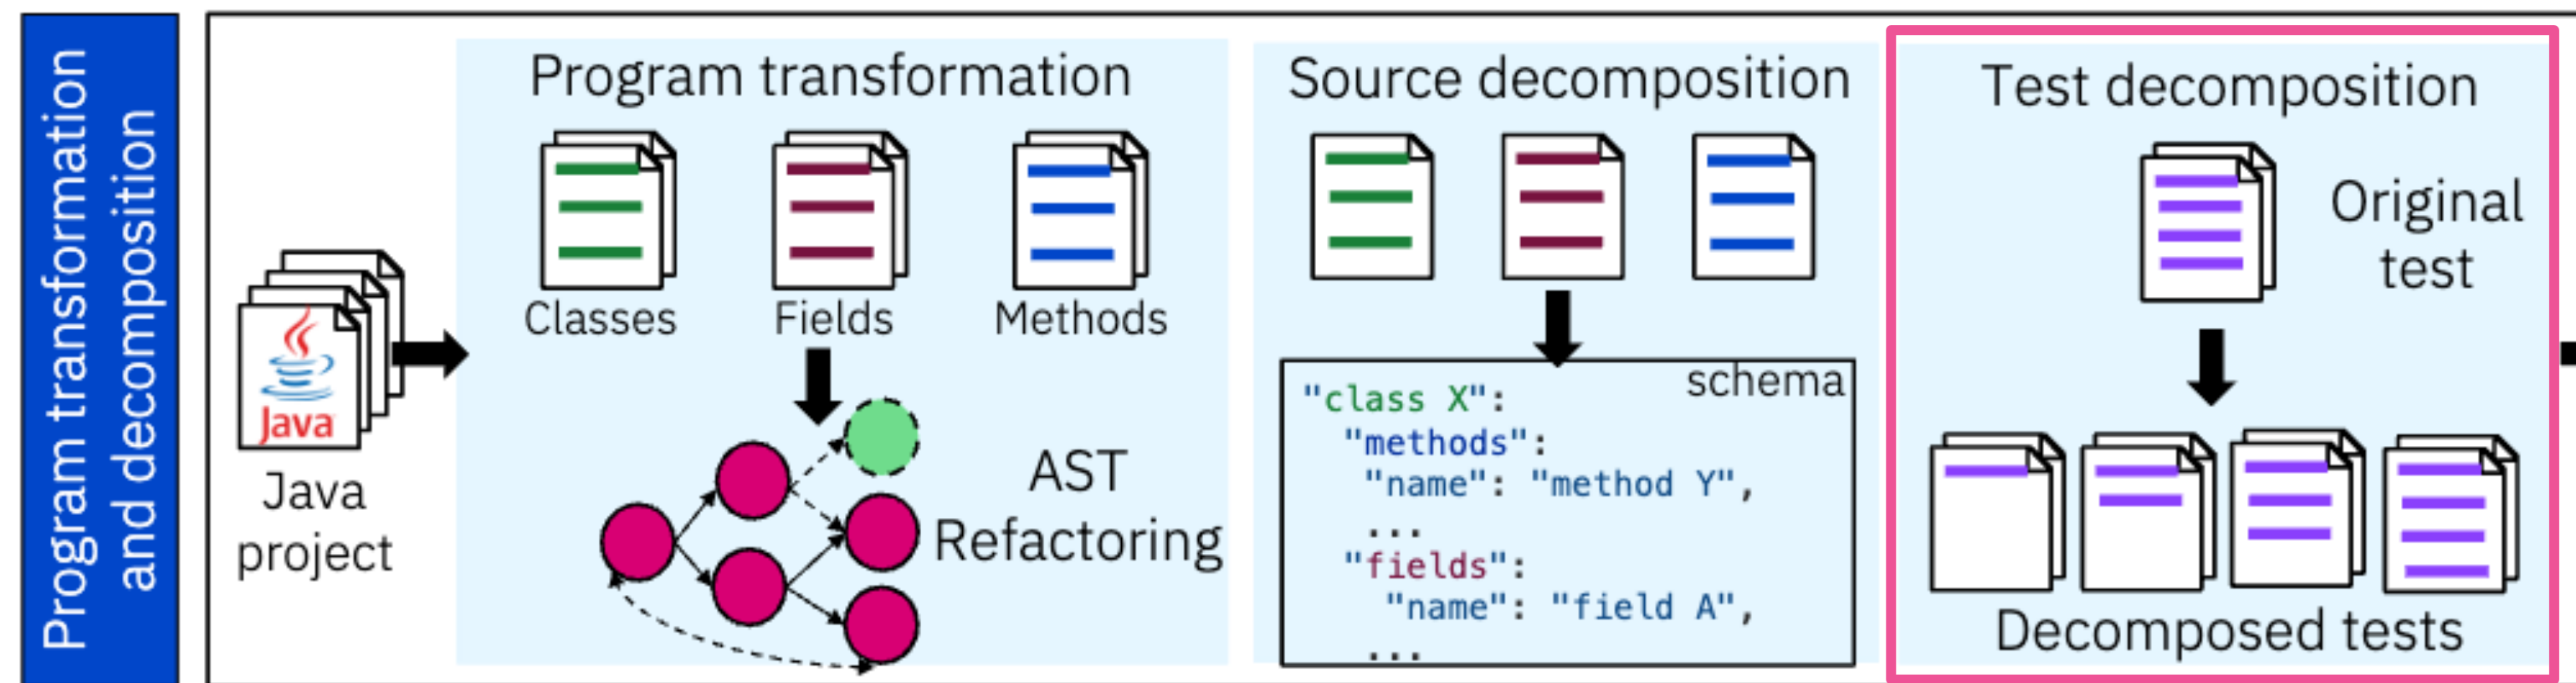 Program transformation
and decomposition
Java
Java
project
Program transformation
Classes
Fields
Methods
AST
Refactoring
Source decomposition
schema
"class X":
"methods":
"name": "method Y",
...
"fields":
"name": "field A",
...
Test decomposition
Original
test
Decomposed tests